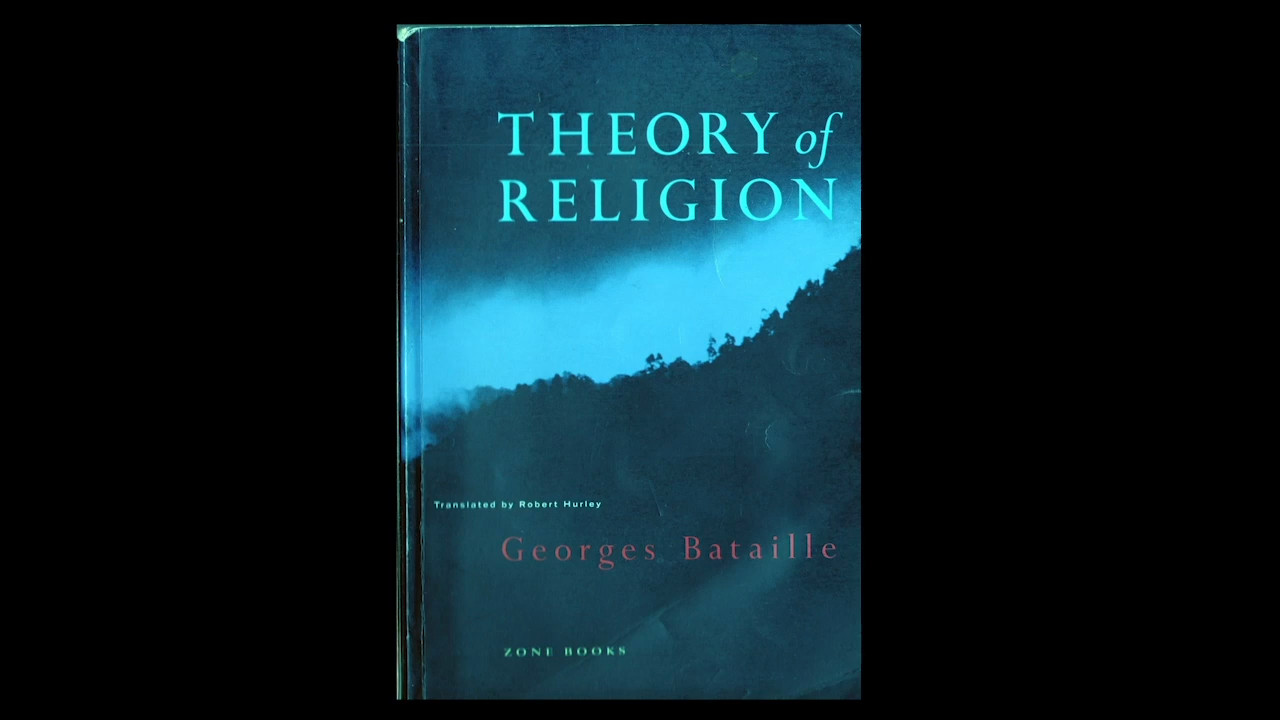 THEORY of
RELIGION
Translated by Robert Hurley
Georges Bataille
ZONE BOOKS